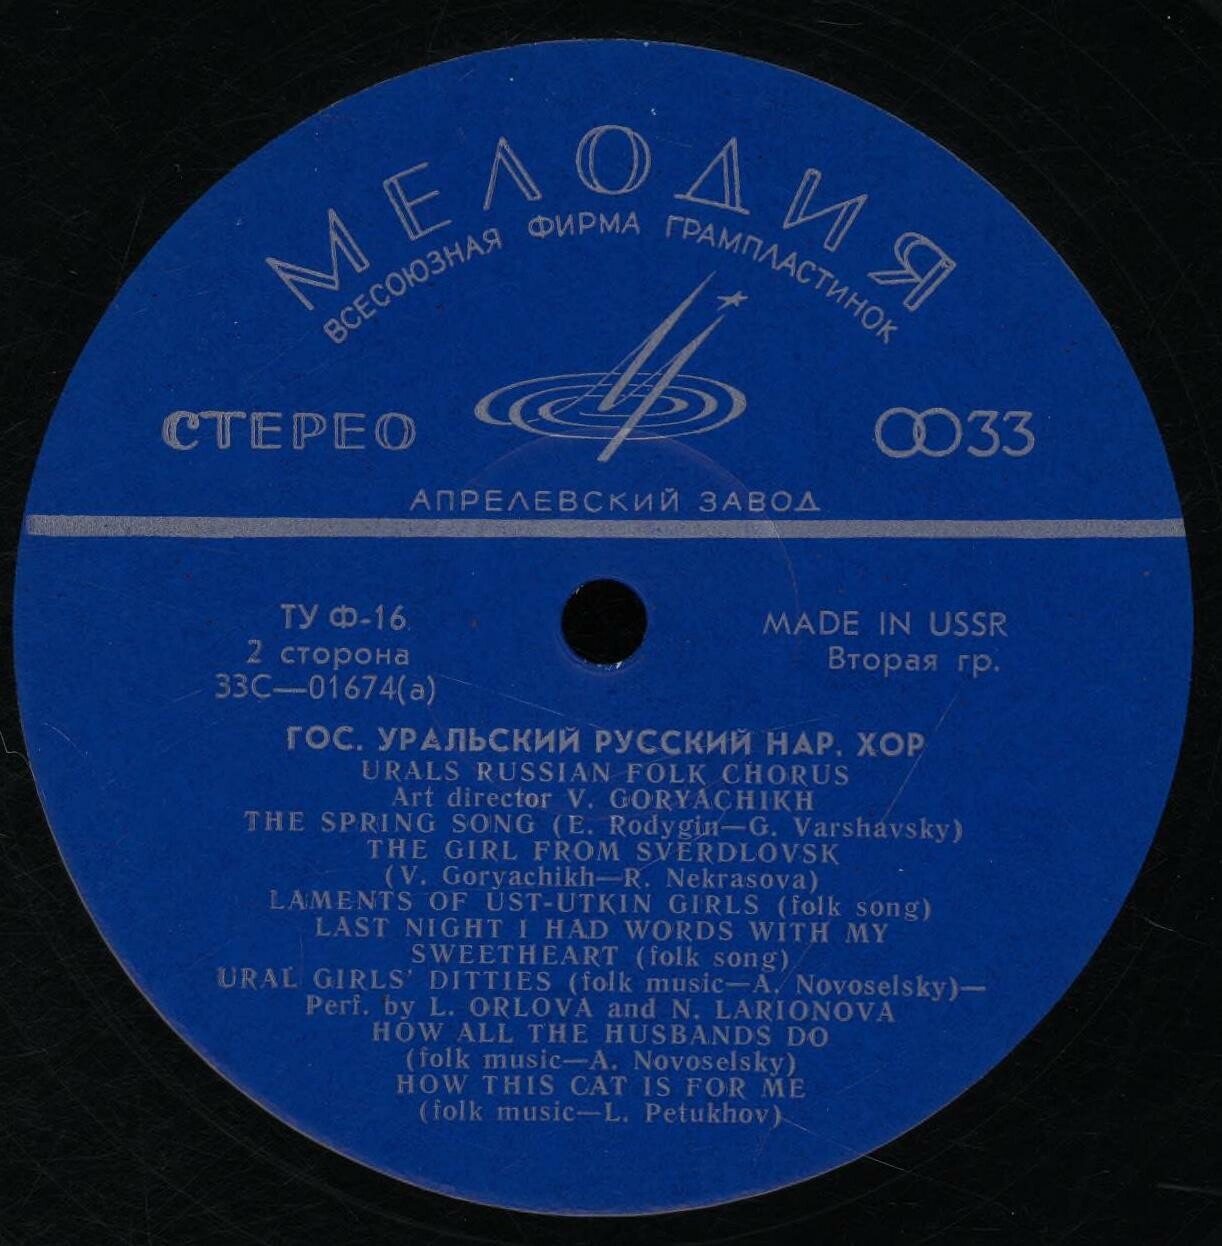 МЕЛОДИЯ
ВСЕСОЮЗНАЯ ФИРМА ГРАМПЛАСТИНОК
СТЕРЕО
33
АПРЕЛЕВСКИЙ ЗАВОД
ТУ Ф-16.
2 сторона
33С—01674(а)
MADE IN USSR
Вторая гр.
ГОС. УРАЛЬСКИЙ РУССКИЙ НАР. ХОР
URALS RUSSIAN FOLK CHORUS
Art director V. GORYACHIKH
THE SPRING SONG (E. Rodygin—G. Varshavsky)
THE GIRL FROM SVERDLOVSK
(V. Goryachikh—R. Nekrasova)
LAMENTS OF UST-UTKIN GIRLS (folk song)
LAST NIGHT I HAD WORDS WITH MY
SWEETHEART (folk song)
URAL GIRLS' DITTIES (folk music—A. Novoselsky)—
Perf. by L. ORLOVA and N. LARIONOVA
HOW ALL THE HUSBANDS DO
(folk music—A. Novoselsky)
HOW THIS CAT IS FOR ME
(folk music—L. Petukhov)